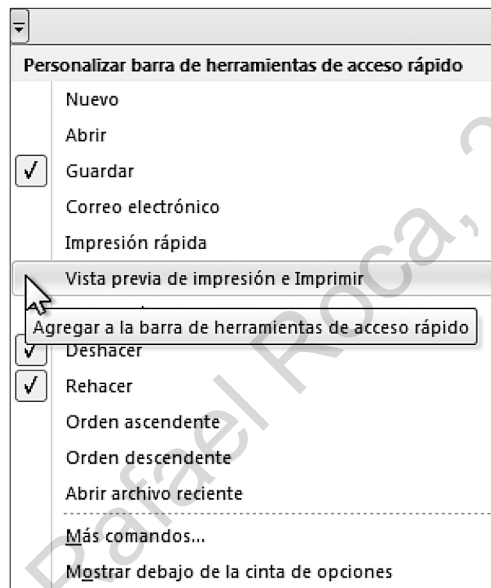 Personalizar barra de herramientas de acceso rápido
Nuevo
Abrir
Guardar
Correo electrónico
Impresión rápida
Vista previa de impresión e Imprimir
Agregar a la barra de herramientas de acceso rápido
Deshacer
Rehacer
Orden ascendente
Orden descendente
Abrir archivo reciente
Más comandos...
Mostrar debajo de la cinta de opciones
Rafael Roca,